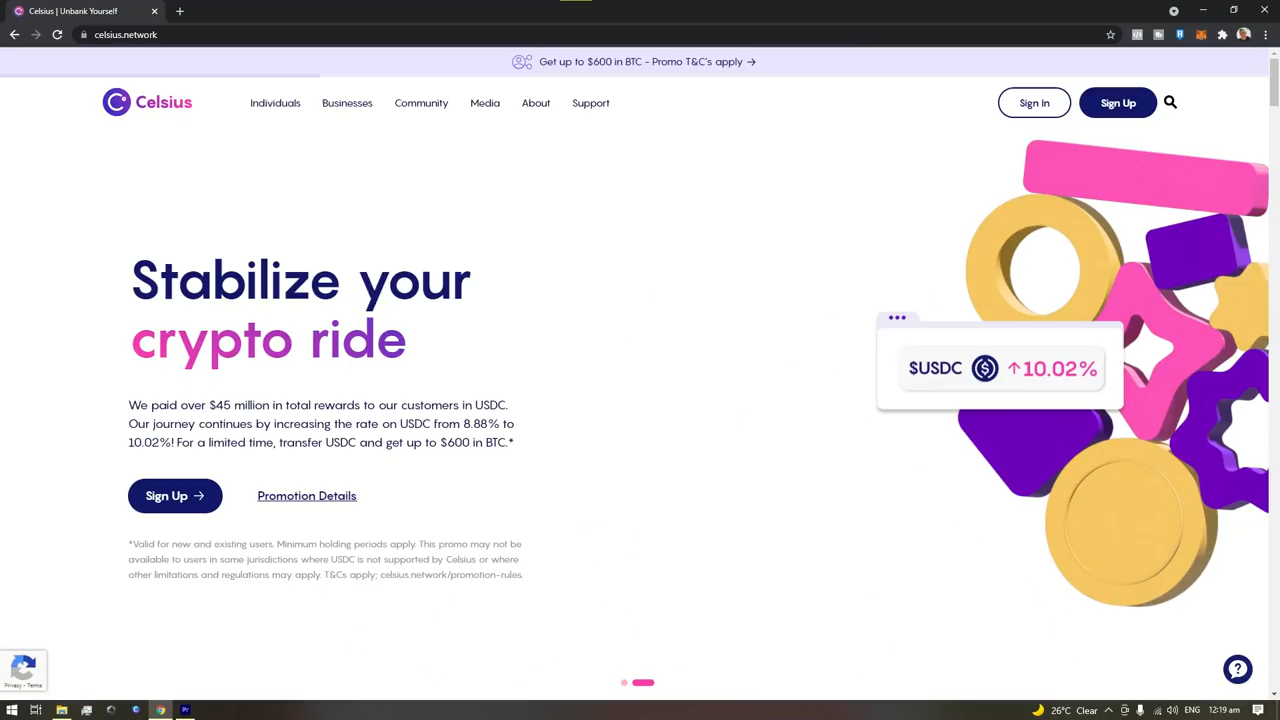 Celsius | Unbank Yourself
celsius.network
Get up to $600 in BTC - Promo T&C's apply →
Celsius
Individuals
Businesses
Community
Media
About
Support
Sign In
Sign Up
Stabilize your
crypto ride
$USDC ↑10.02%
We paid over $45 million in total rewards to our customers in USDC.
Our journey continues by increasing the rate on USDC from 8.88% to
10.02%! For a limited time, transfer USDC and get up to $600 in BTC.*
Sign Up →
Promotion Details
*Valid for new and existing users. Minimum holding periods apply. This promo may not be
available to users in some jurisdictions where USDC is not supported by Celsius or where
other limitations and regulations may apply. T&Cs apply; celsius.network/promotion-rules.
Privacy - Terms
26°C Clear
12:19 am